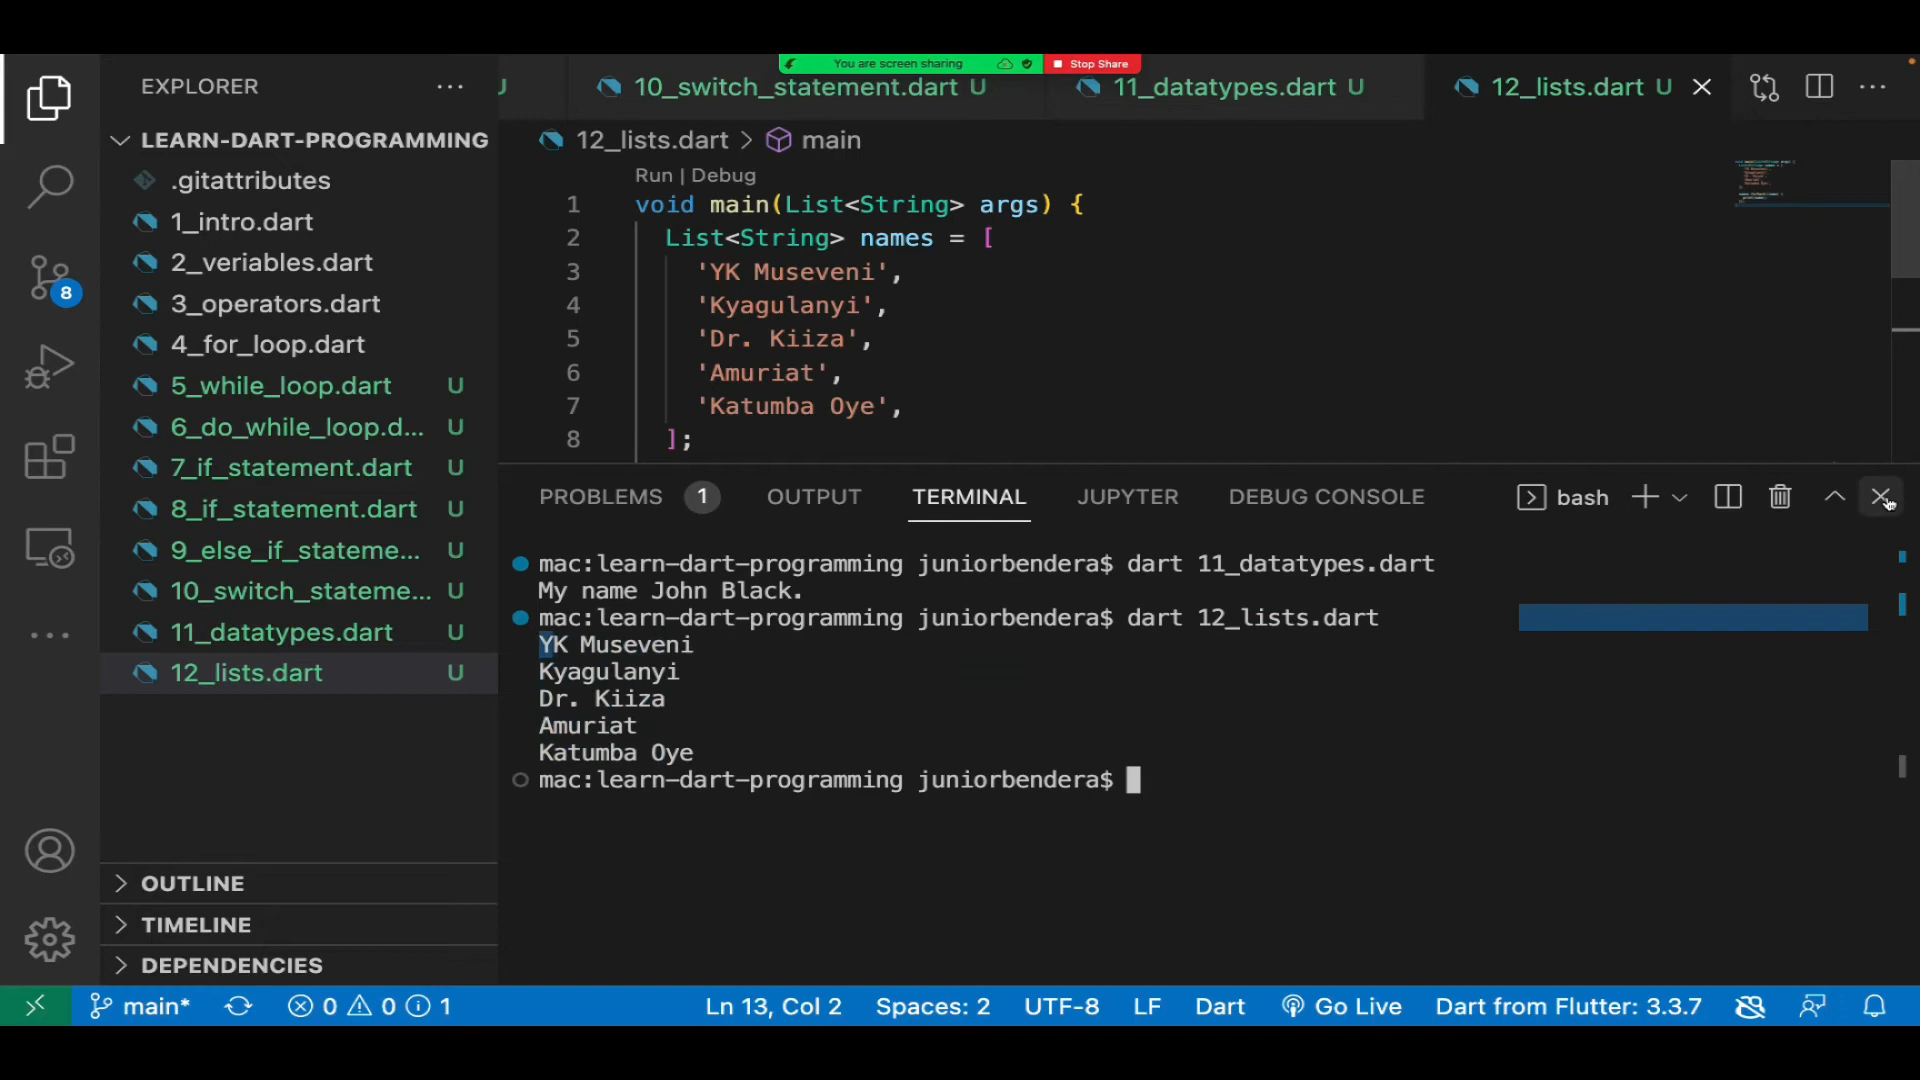 You are screen sharing
Stop Share
EXPLORER
U
10_switch_statement.dart U
11_datatypes.dart U
12_lists.dart U
LEARN-DART-PROGRAMMING
12_lists.dart > main
.gitattributes
Run | Debug
1_intro.dart
1 void main(List<String> args) {
2 List<String> names = [
2_veriables.dart
3 'YK Museveni',
3_operators.dart
4 'Kyagulanyi',
4_for_loop.dart
5 'Dr. Kiiza',
5_while_loop.dart U
6 'Amuriat',
6_do_while_loop.d... U
7 'Katumba Oye',
8 ];
7_if_statement.dart U
8_if_statement.dart U
9_else_if_stateme... U
10_switch_stateme... U
11_datatypes.dart U
12_lists.dart U
8
PROBLEMS 1 OUTPUT TERMINAL JUPYTER DEBUG CONSOLE
bash
mac:learn-dart-programming juniorbendera$ dart 11_datatypes.dart
My name John Black.
mac:learn-dart-programming juniorbendera$ dart 12_lists.dart
YK Museveni
Kyagulanyi
Dr. Kiiza
Amuriat
Katumba Oye
mac:learn-dart-programming juniorbendera$
OUTLINE
TIMELINE
DEPENDENCIES
main* 0 0 1 Ln 13, Col 2 Spaces: 2 UTF-8 LF Dart Go Live Dart from Flutter: 3.3.7